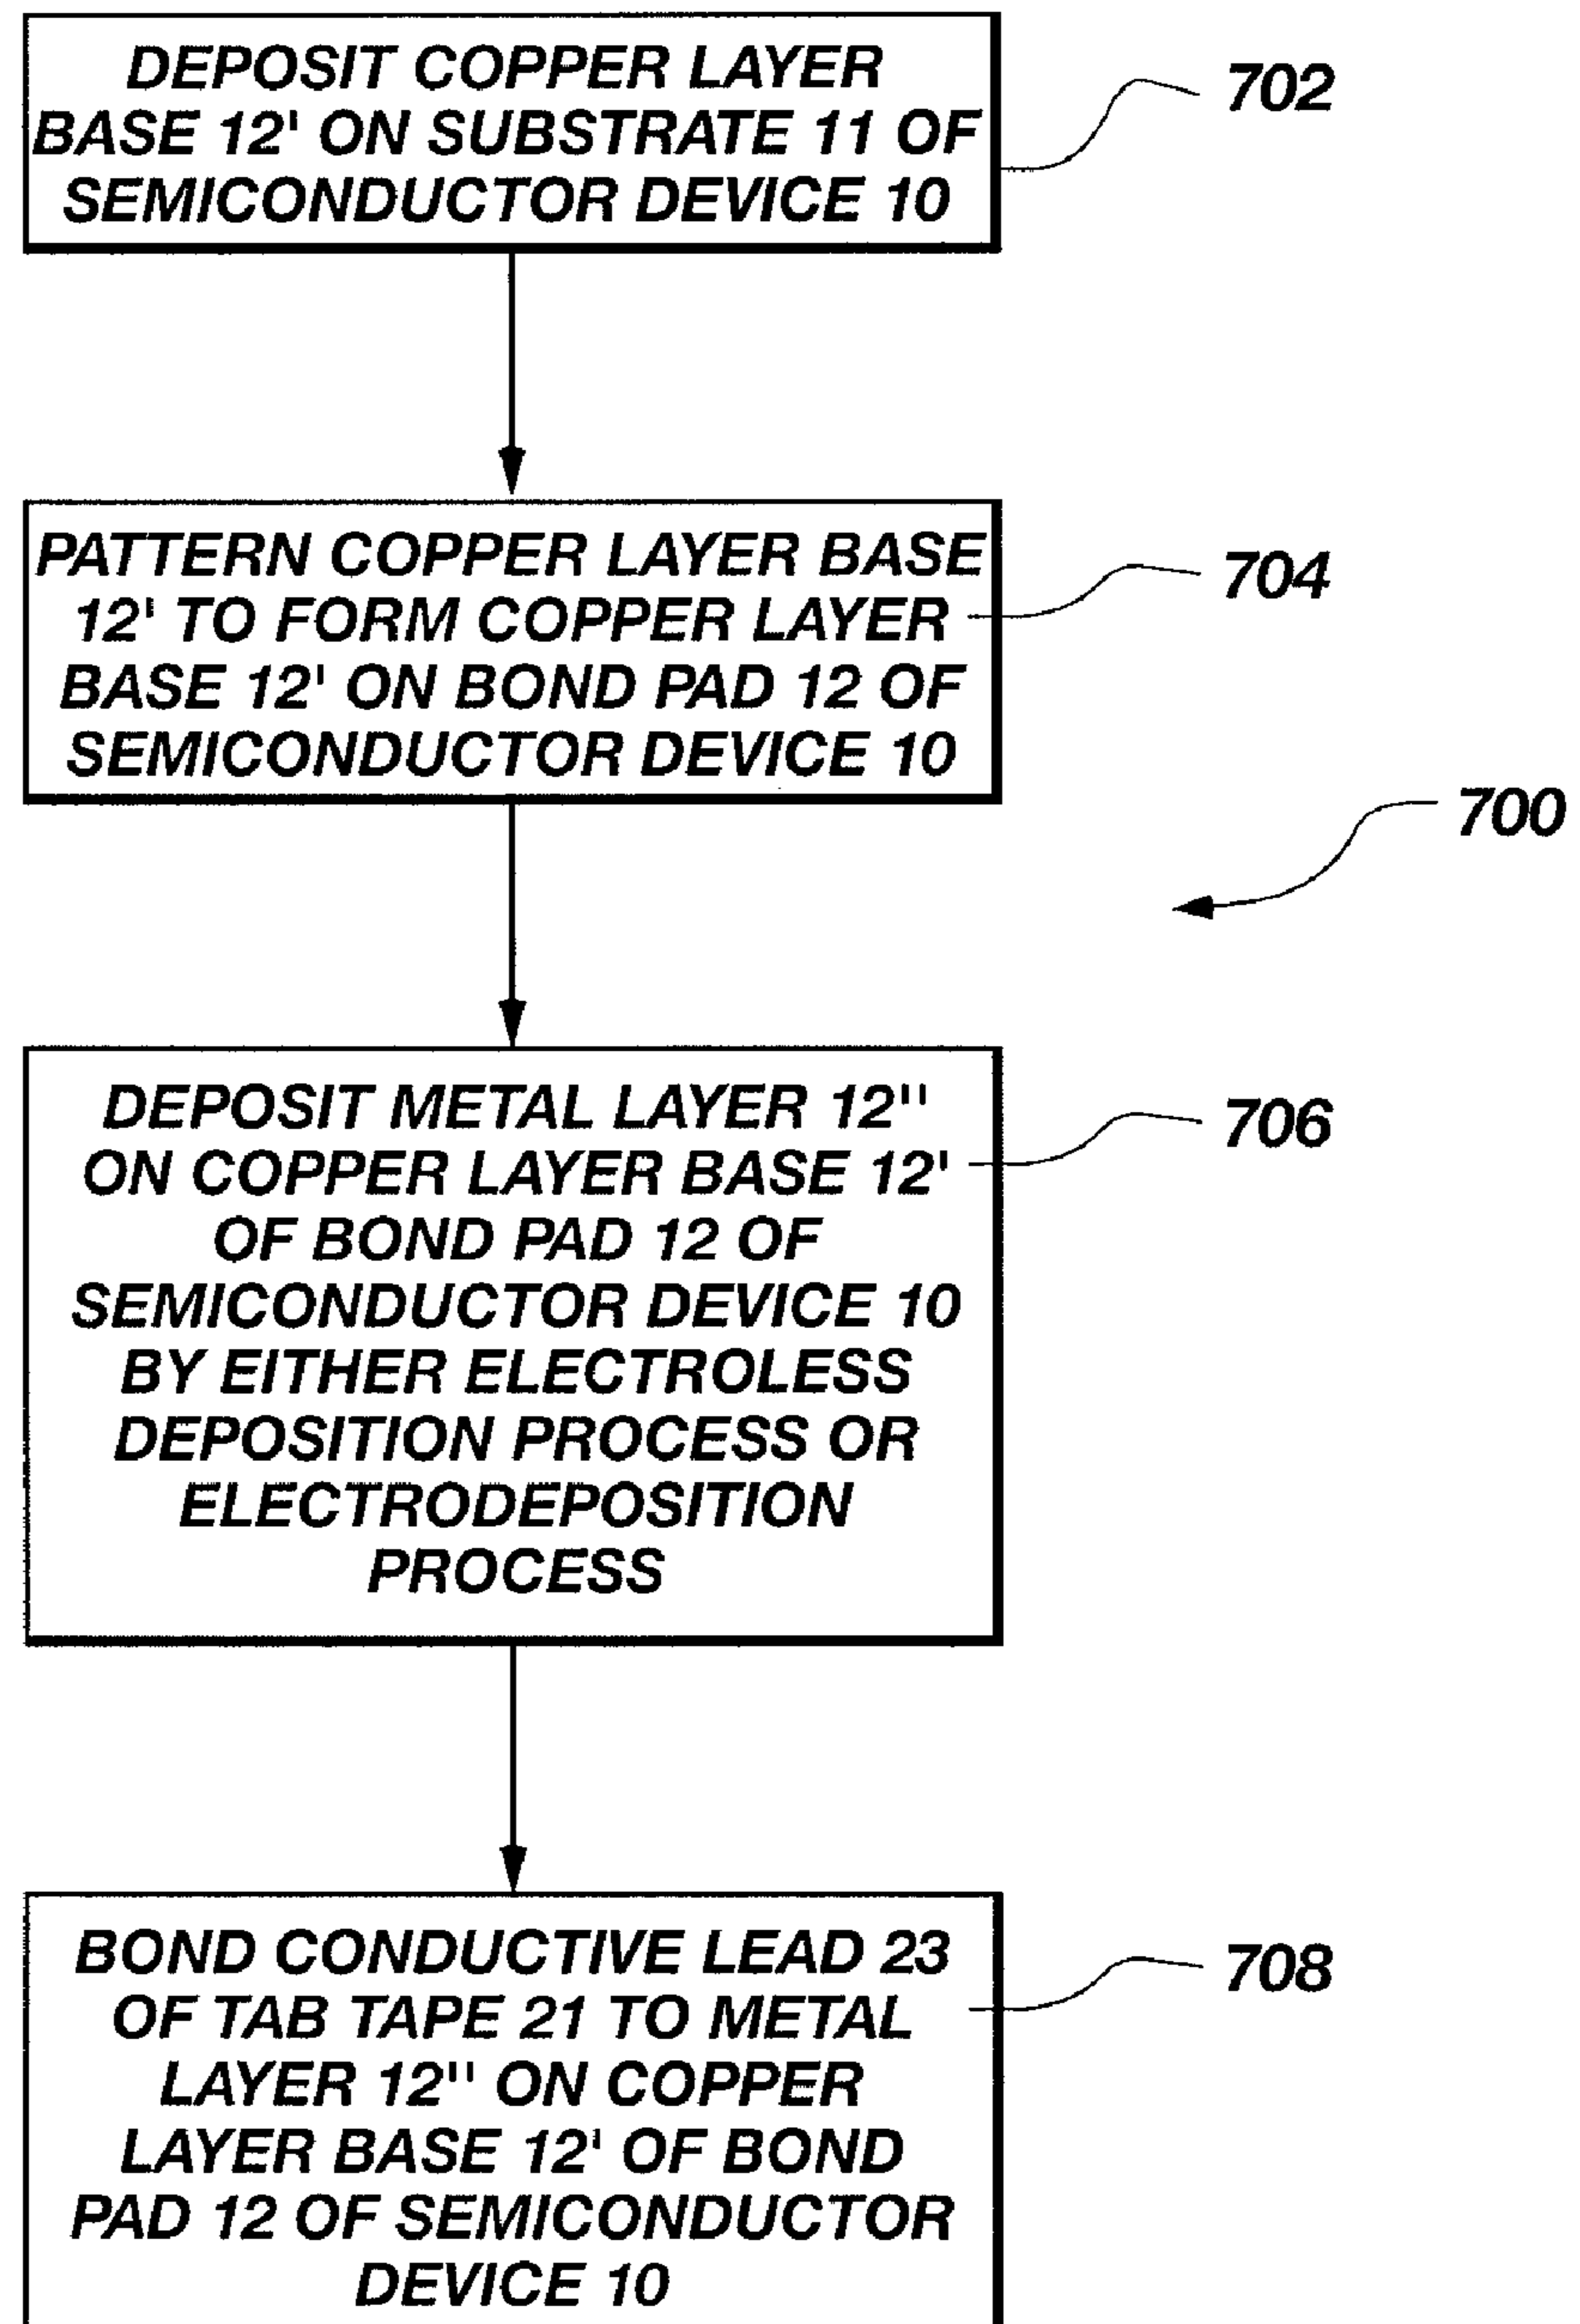 DEPOSIT COPPER LAYER
BASE 12' ON SUBSTRATE 11 OF
SEMICONDUCTOR DEVICE 10
702
PATTERN COPPER LAYER BASE
12' TO FORM COPPER LAYER
BASE 12' ON BOND PAD 12 OF
SEMICONDUCTOR DEVICE 10
704
700
DEPOSIT METAL LAYER 12"
ON COPPER LAYER BASE 12'
OF BOND PAD 12 OF
SEMICONDUCTOR DEVICE 10
BY EITHER ELECTROLESS
DEPOSITION PROCESS OR
ELECTRODEPOSITION
PROCESS
706
BOND CONDUCTIVE LEAD 23
OF TAB TAPE 21 TO METAL
LAYER 12" ON COPPER
LAYER BASE 12' OF BOND
PAD 12 OF SEMICONDUCTOR
DEVICE 10
708